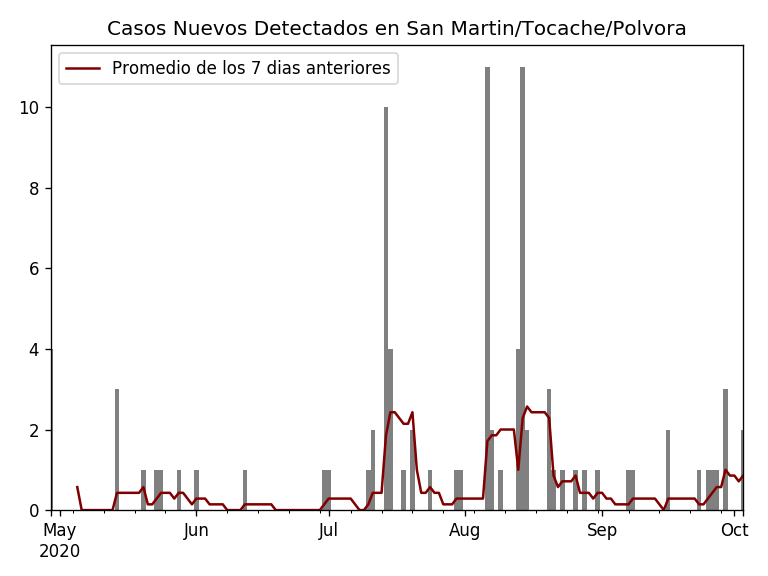 Casos Nuevos Detectados en San Martin/Tocache/Polvora
Promedio de los 7 dias anteriores
10
8
6
4
2
0
May Jun Jul Aug Sep Oct
2020